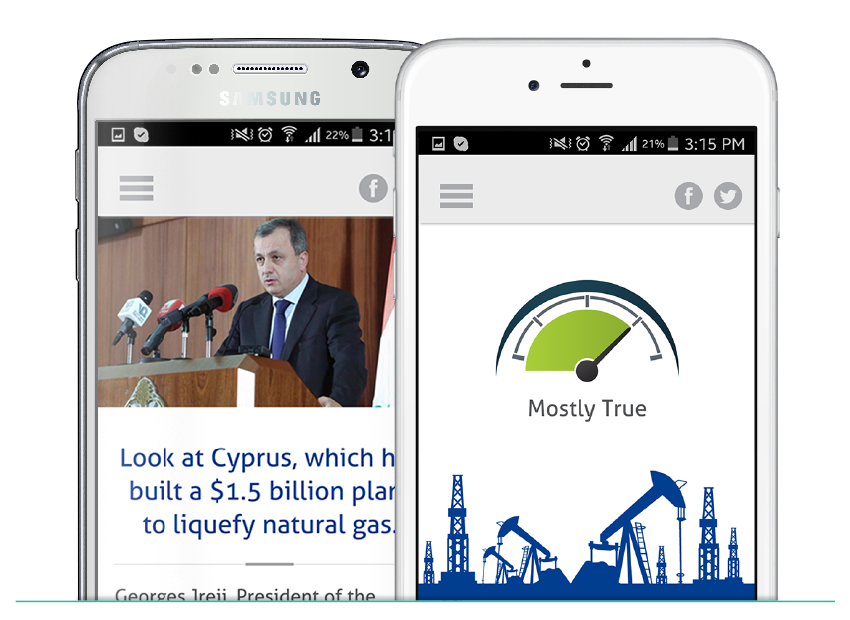 SAMSUNG
22% 3:1
Look at Cyprus, which h
built a $1.5 billion plan
to liquefy natural gas.
Georges Jreij, President of the
21% 3:15 PM
Mostly True